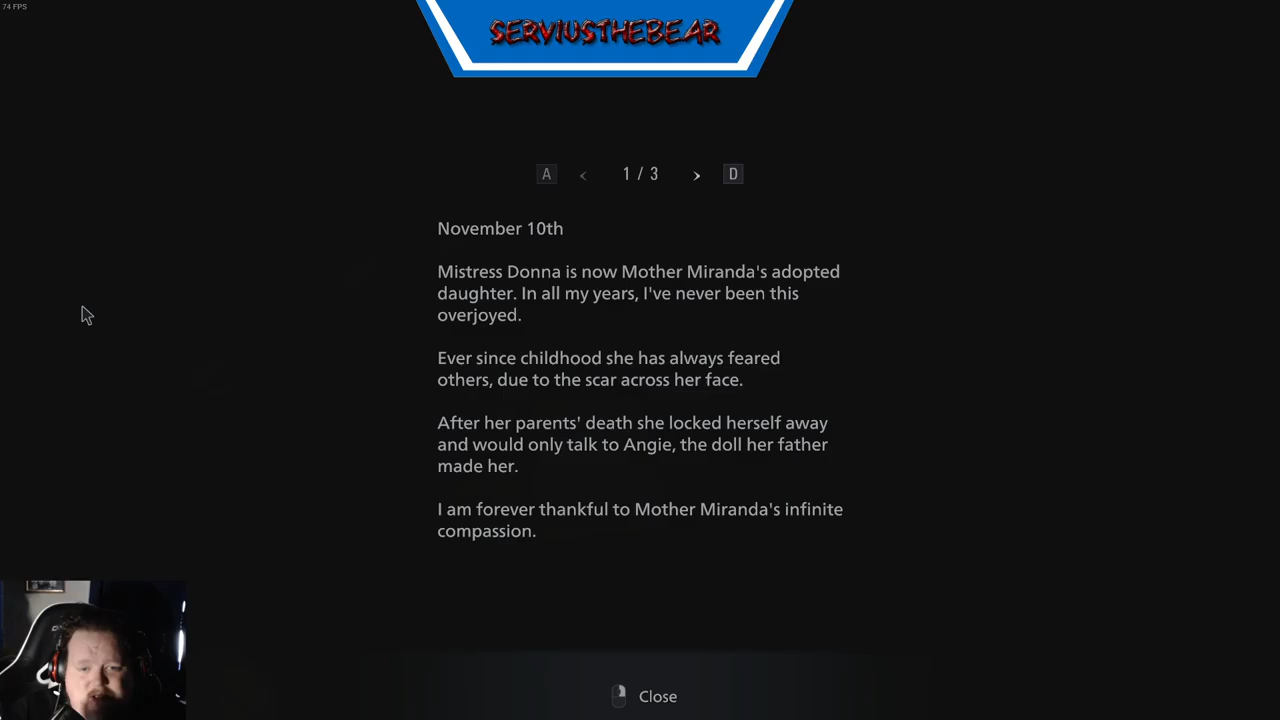 74 FPS
SERVIUSTHEBEAR
A < 1 / 3 > D
November 10th
Mistress Donna is now Mother Miranda's adopted
daughter. In all my years, I've never been this
overjoyed.
Ever since childhood she has always feared
others, due to the scar across her face.
After her parents' death she locked herself away
and would only talk to Angie, the doll her father
made her.
I am forever thankful to Mother Miranda's infinite
compassion.
Close